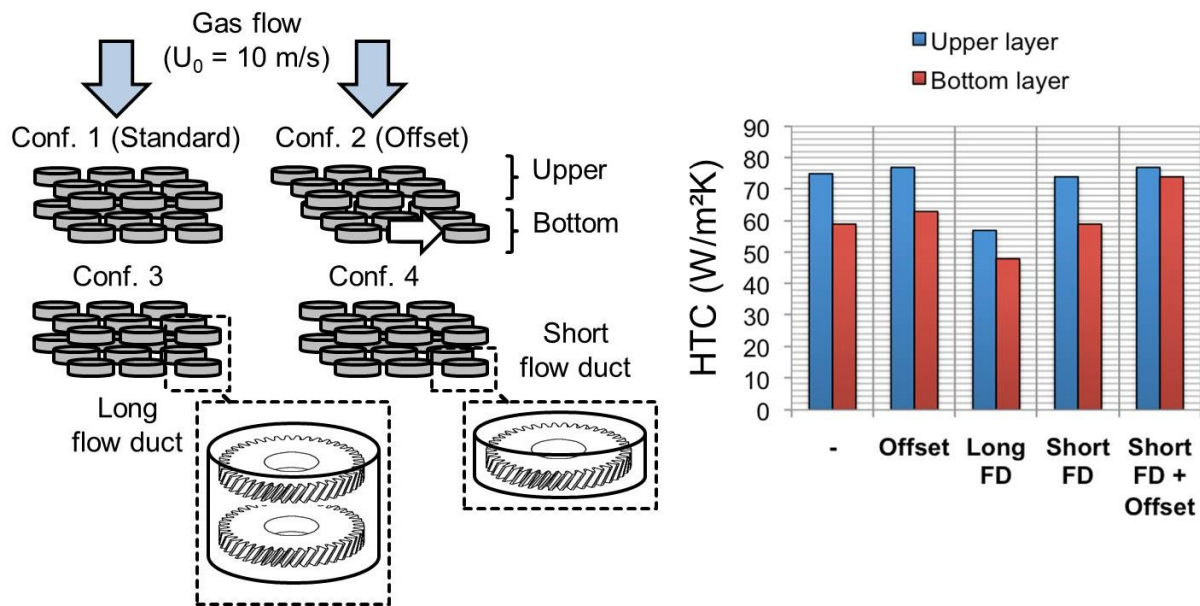 Gas flow
(U₀ = 10 m/s)
Conf. 1 (Standard)
Conf. 2 (Offset)
Upper
Bottom
Conf. 3
Conf. 4
Long
flow duct
Short
flow duct
Upper layer
Bottom layer
HTC (W/m²K)
90
80
70
60
50
40
30
20
10
0
-
Offset
Long
FD
Short
FD
Short
FD +
Offset